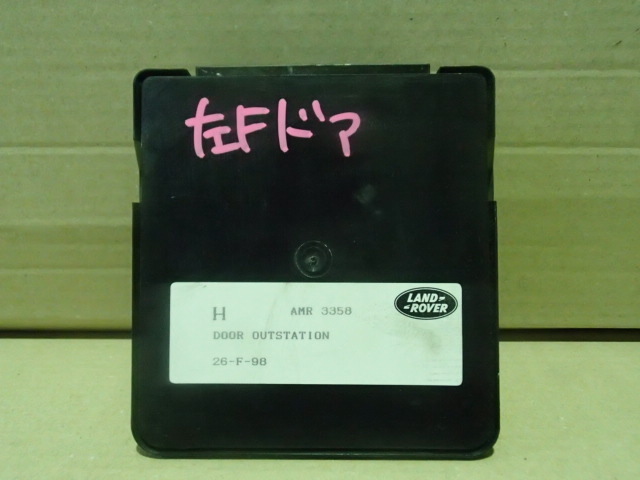 左Fドア
H AMR 3358
LAND ROVER
DOOR OUTSTATION
26-F-98